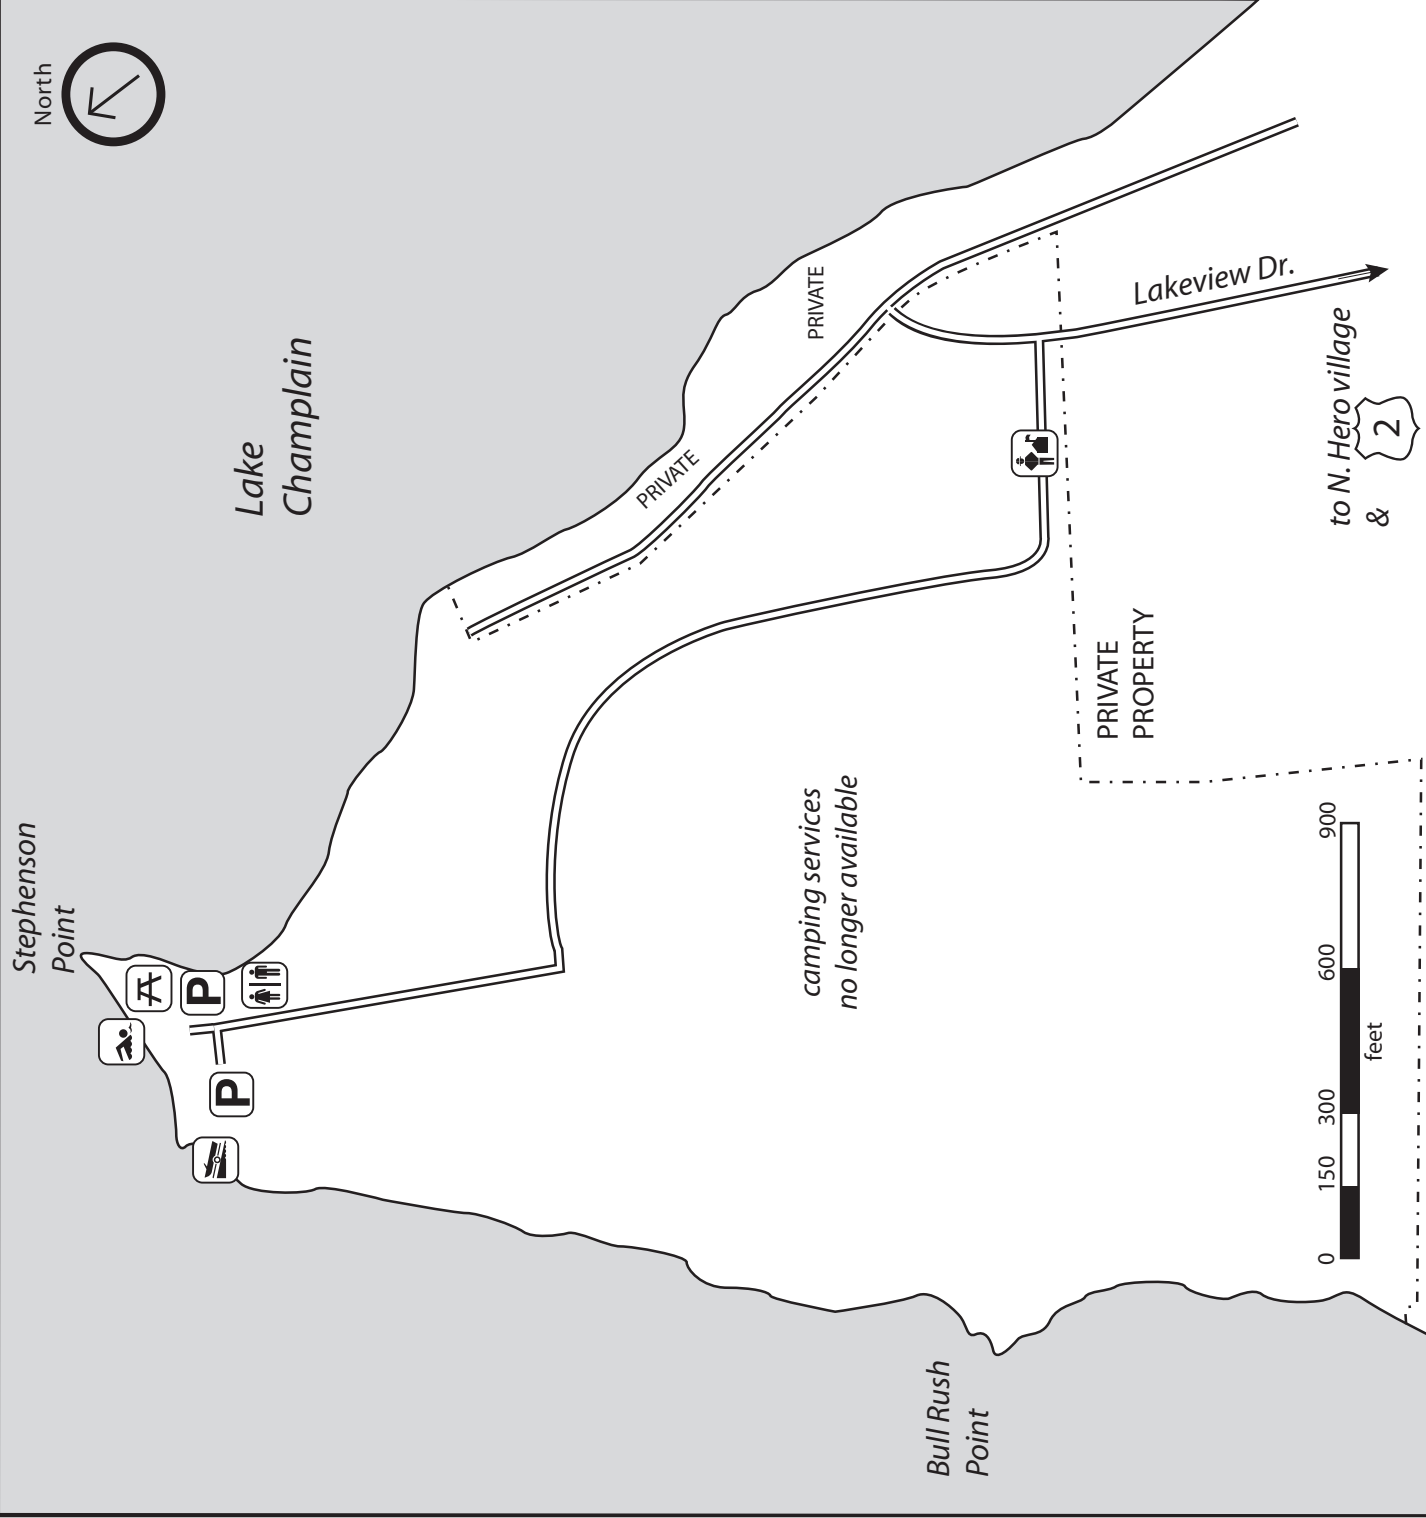 North
Lake
Champlain
Stephenson
Point
PRIVATE
PRIVATE
Lakeview Dr.
to N. Hero village
&
2
PRIVATE
PROPERTY
camping services
no longer available
P
P
Bull Rush
Point
0 150 300 600 900
feet